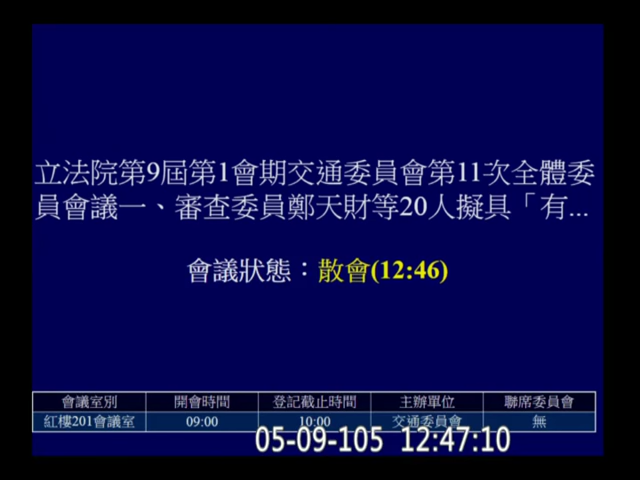 立法院第9屆第1會期交通委員會第11次全體委
員會議一、審查委員鄭天財等20人擬具「有...
會議狀態：散會(12:46)
會議室別 開會時間 登記截止時間 主辦單位 聯席委員會
紅樓201會議室 09:00 10:00 交通委員會 無
05-09-105 12:47:10